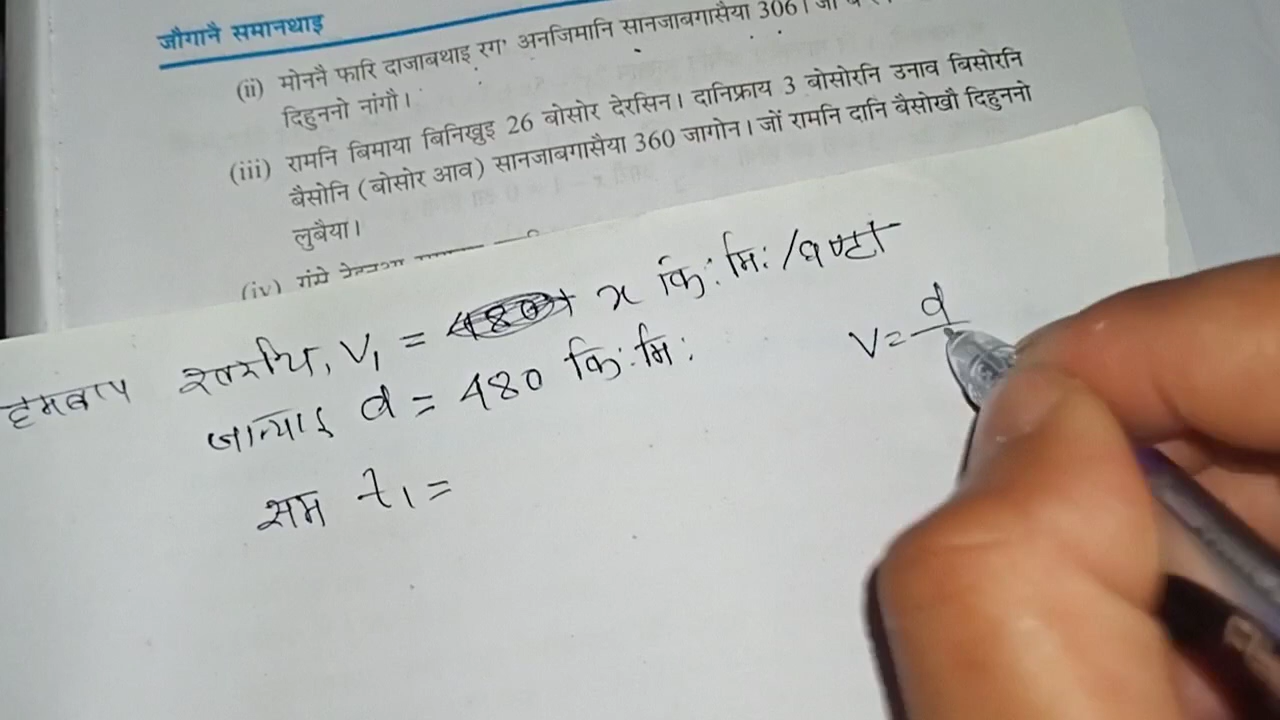 जौगानै समानथाइ
(ii) मोननै फारि दाजाबथाइ रग' अनजिमानि सानजाबगासैया 306। जों
दिहुननो नांगौ।
(iii) रामनि बिमाया बिनिखुइ 26 बोसोर देरसिन। दानिफ्राय 3 बोसोरनि उनाव बिसोरनि
बैसोनि (बोसोर आव) सानजाबगासैया 360 जागोन। जों रामनि दानि बैसोखौ दिहुननो
लुबैया।
(iv)
V₁ = x कि:मि:/घण्टा
d = 480 कि:मि:
V = d
सम t₁ =